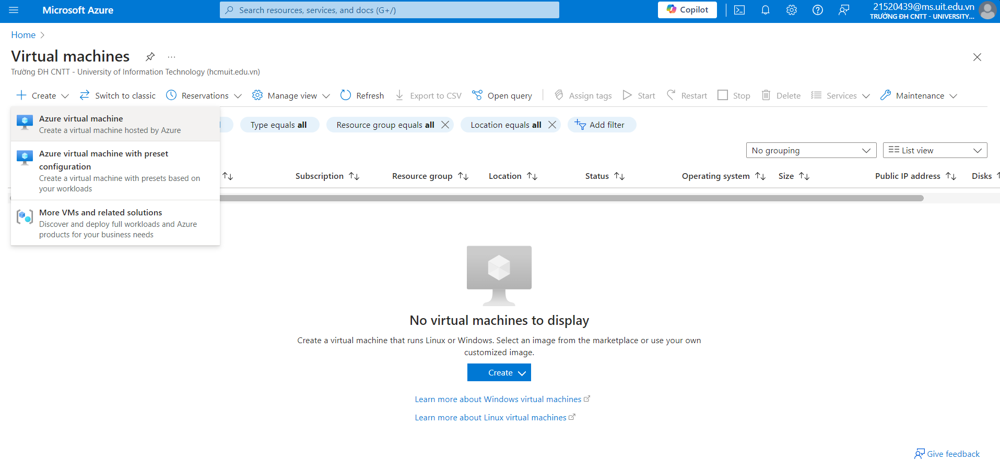 Microsoft Azure
Search resources, services, and docs (G+/)
Copilot
21520439@ms.uit.edu.vn
TRƯỜNG ĐH CNTT - UNIVERSITY...
Home
Virtual machines
Trường ĐH CNTT - University of Information Technology (hcmuit.edu.vn)
Create
Switch to classic
Reservations
Manage view
Refresh
Export to CSV
Open query
Assign tags
Start
Restart
Stop
Delete
Services
Maintenance
Azure virtual machine
Create a virtual machine hosted by Azure
Azure virtual machine with preset
configuration
Create a virtual machine with presets based on
your workloads
More VMs and related solutions
Discover and deploy full workloads and Azure
products for your business needs
Type equals all
Resource group equals all
Location equals all
Add filter
No grouping
List view
Subscription
Resource group
Location
Status
Operating system
Size
Public IP address
Disks
No virtual machines to display
Create a virtual machine that runs Linux or Windows. Select an image from the marketplace or use your own
customized image.
Create
Learn more about Windows virtual machines
Learn more about Linux virtual machines
Give feedback